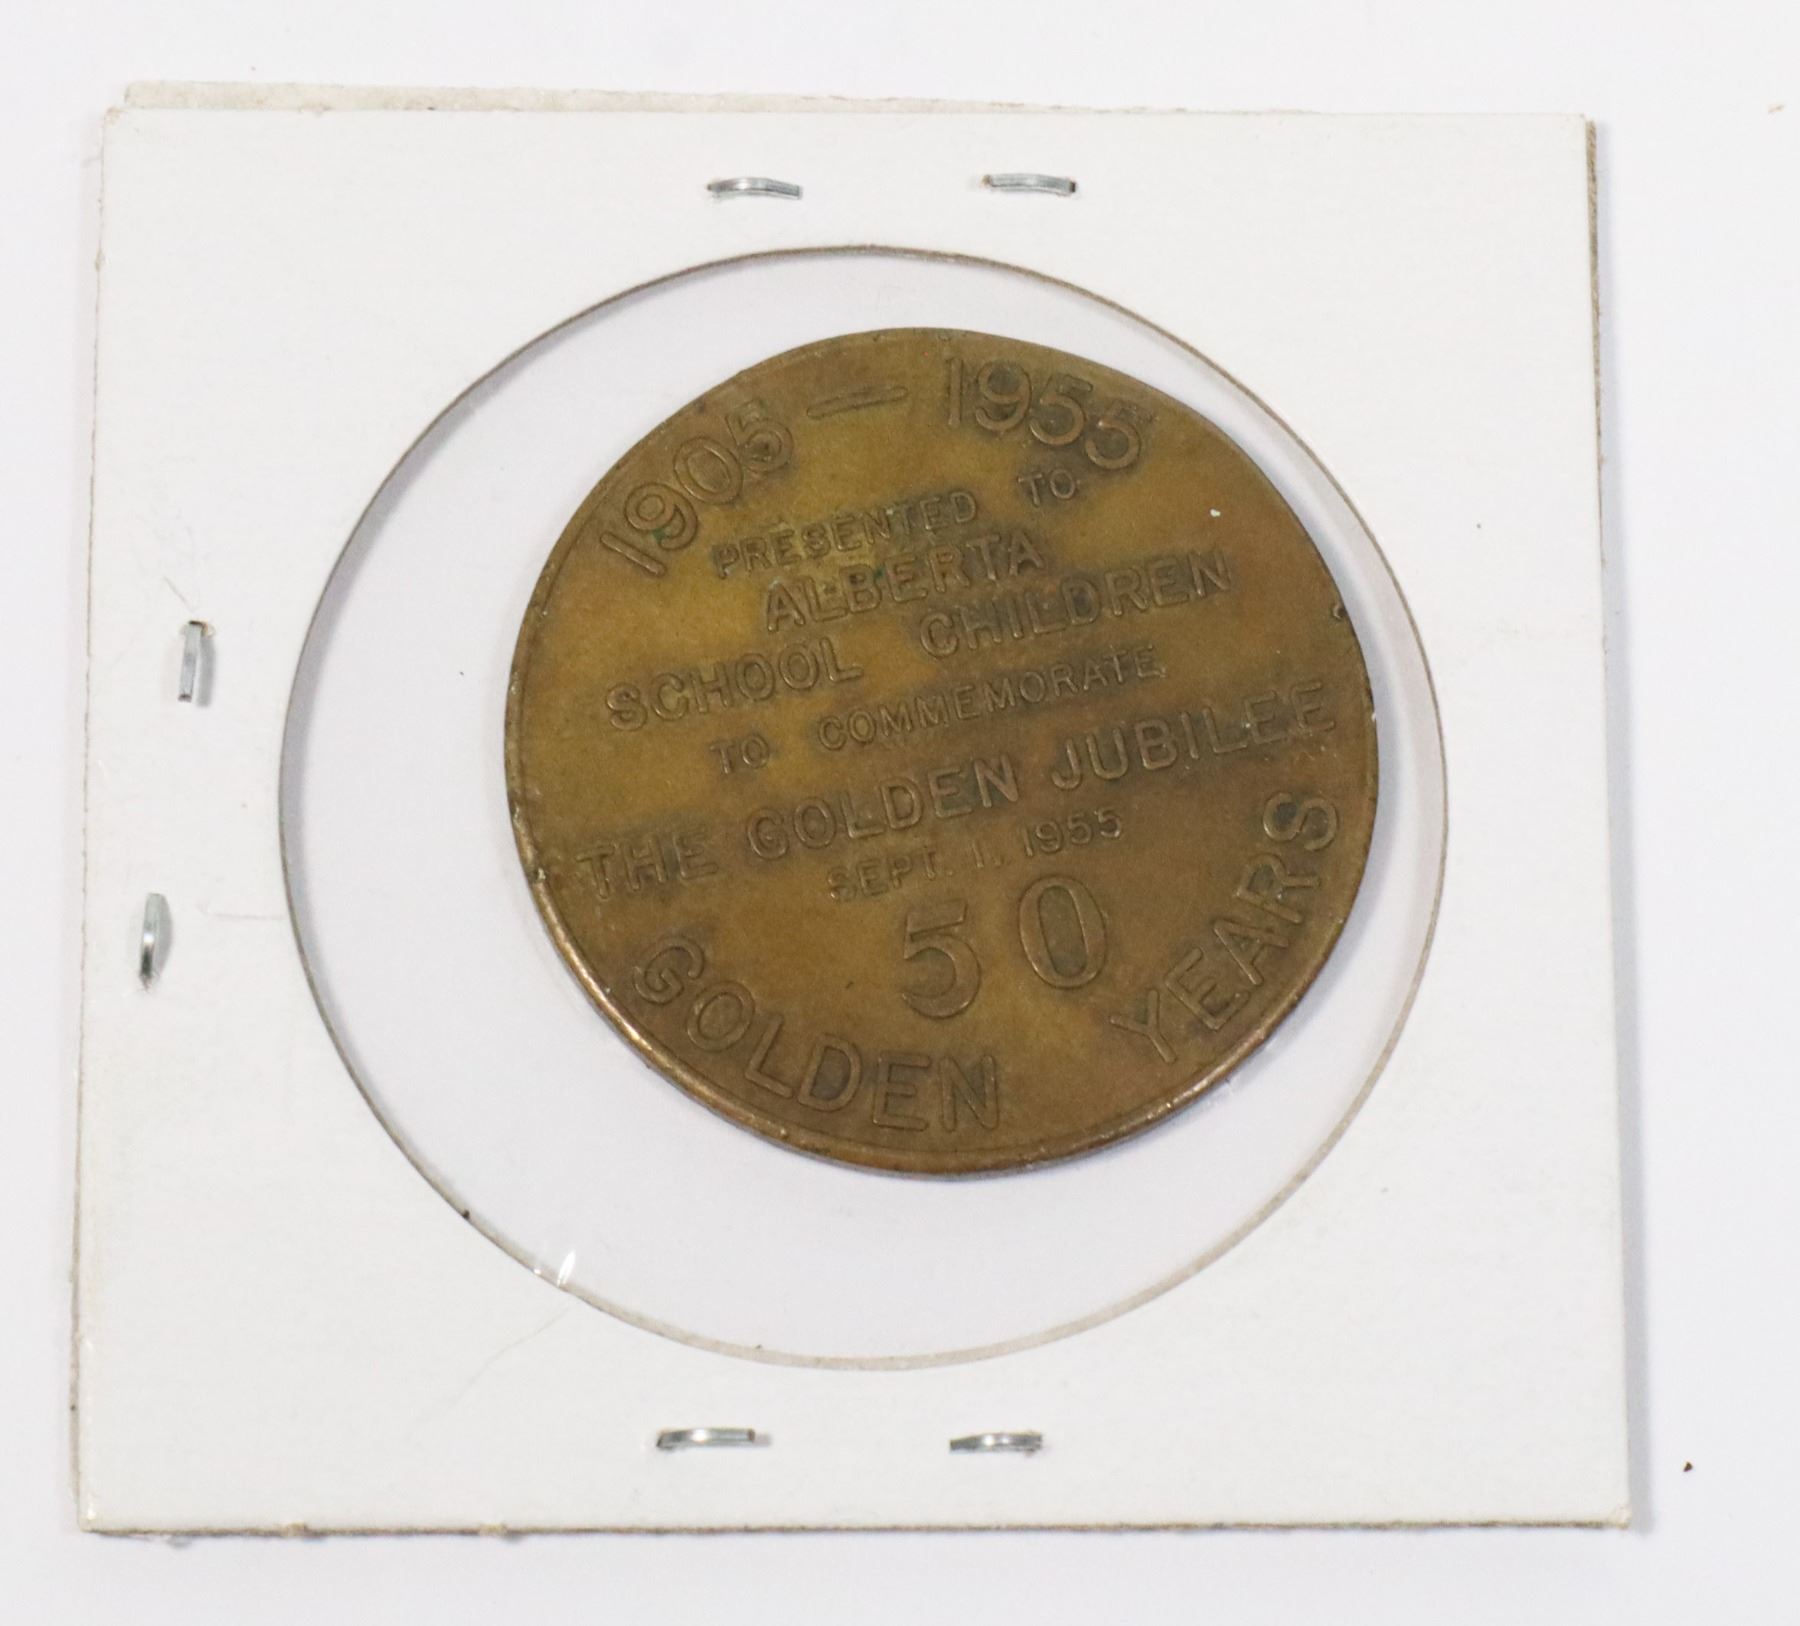 1905 — 1955
PRESENTED TO
ALBERTA
SCHOOL CHILDREN
TO COMMEMORATE
THE GOLDEN JUBILEE
SEPT. 1, 1955
50
GOLDEN YEARS